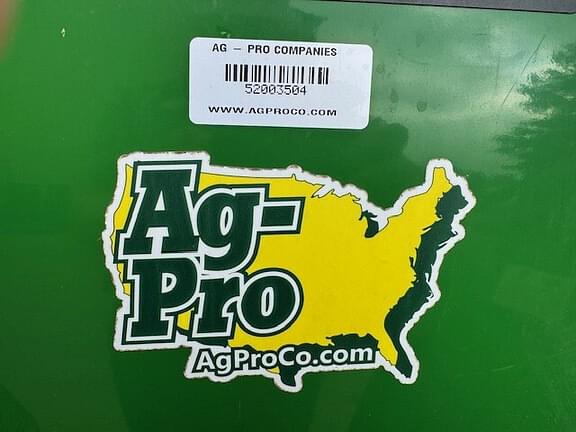 AG – PRO COMPANIES
52003504
WWW.AGPROCO.COM
Ag-
Pro
AgProCo.com